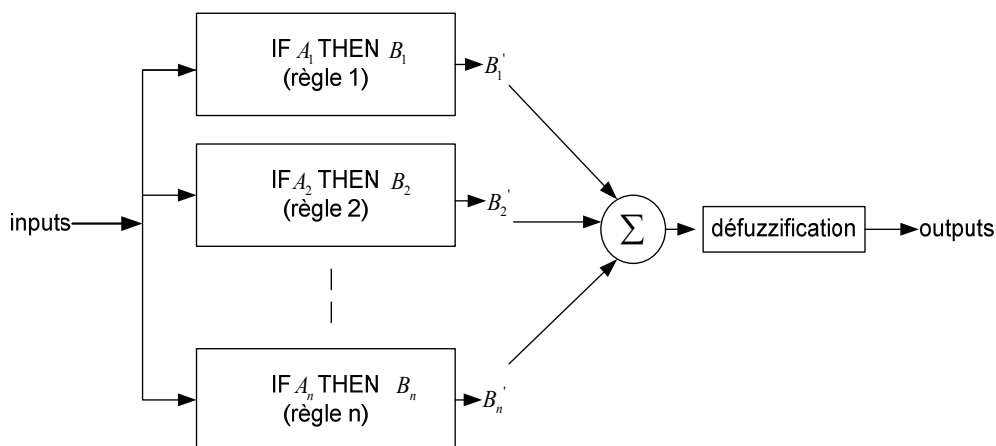 IF A₁ THEN B₁
(règle 1)
B₁'
IF A₂ THEN B₂
(règle 2)
B₂'
inputs
Σ
défuzzification
outputs
IF Aₙ THEN Bₙ
(règle n)
Bₙ'